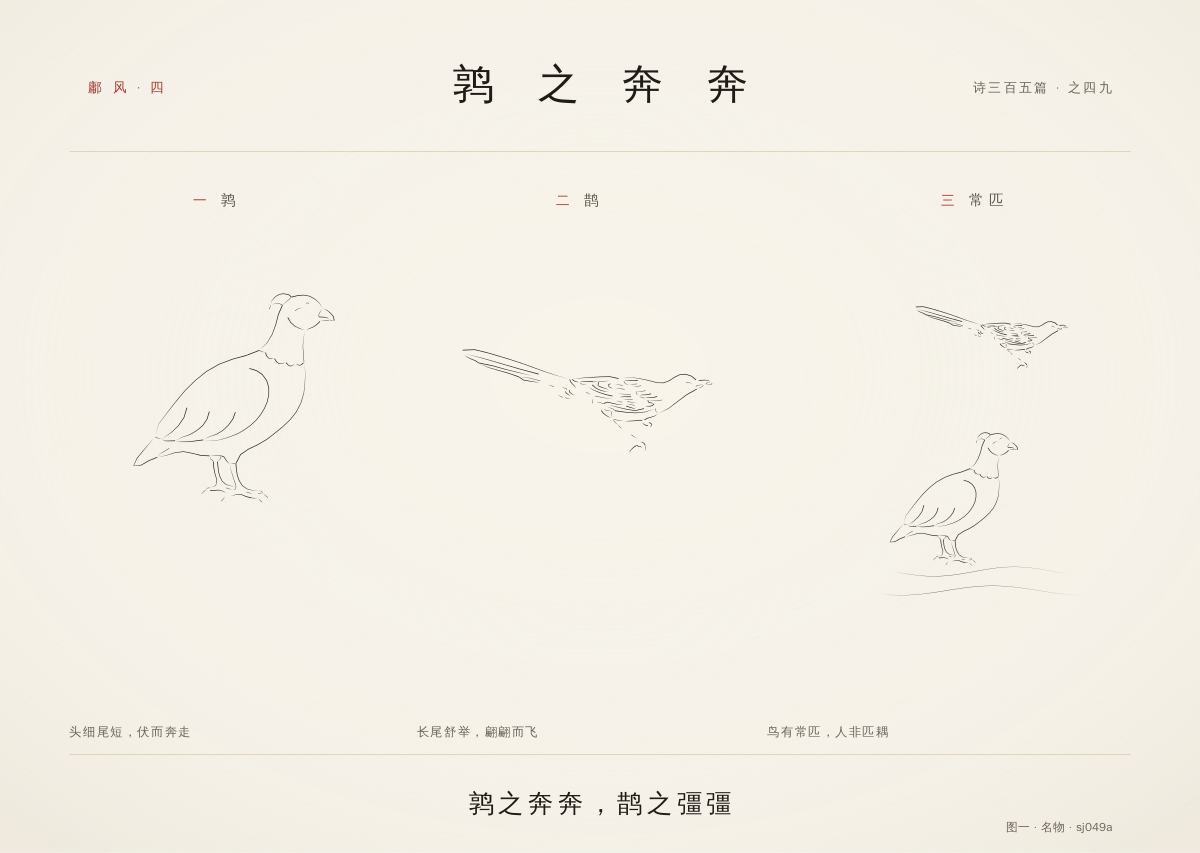 鄘风·四
鹑之奔奔
诗三百五篇 · 之四九
一 鹑
二 鹊
三 常匹
头细尾短，伏而奔走
长尾舒举，翩翩而飞
鸟有常匹，人非匹耦
鹑之奔奔，鹊之彊彊
图一 · 名物 · sj049a